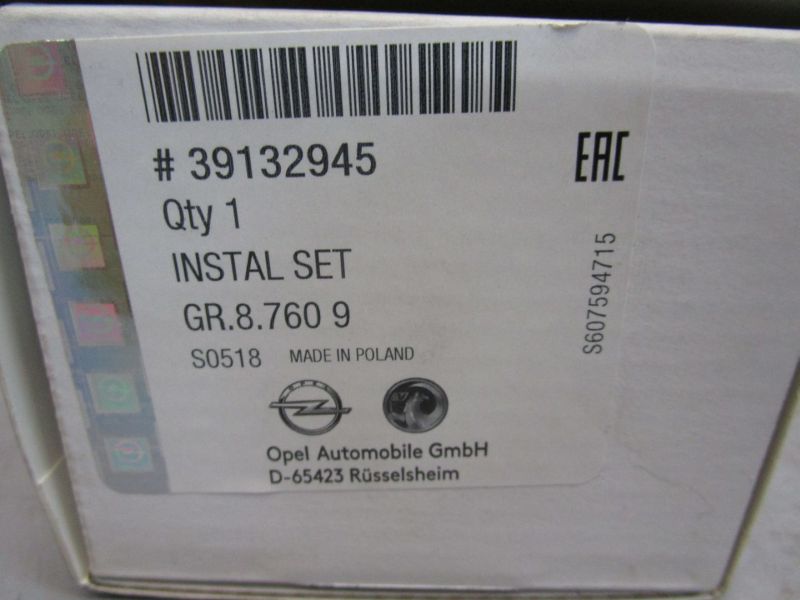 # 39132945
EAC
Qty 1
INSTAL SET
GR.8.760 9
S0518 MADE IN POLAND
S607594715
OPEL
Opel Automobile GmbH
D-65423 Rüsselsheim